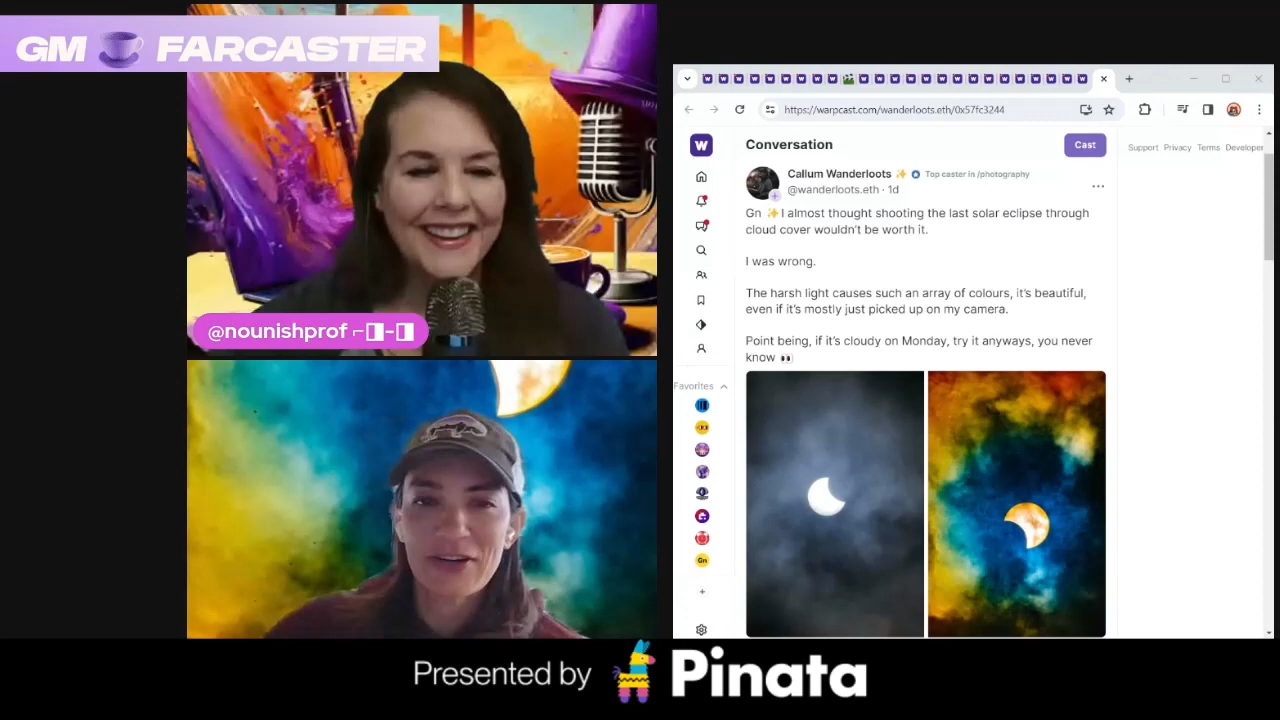 GM FARCASTER
@nounishprof ⌐◨-◨
https://warpcast.com/wanderloots.eth/0x57fc3244
W
Conversation
Cast
Support Privacy Terms Developer
Callum Wanderloots ✨ Top caster in /photography
@wanderloots.eth · 1d
Gn ✨ I almost thought shooting the last solar eclipse through
cloud cover wouldn't be worth it.
I was wrong.
The harsh light causes such an array of colours, it's beautiful,
even if it's mostly just picked up on my camera.
Point being, if it's cloudy on Monday, try it anyways, you never
know 👀
Favorites
Gn
Presented by Pinata